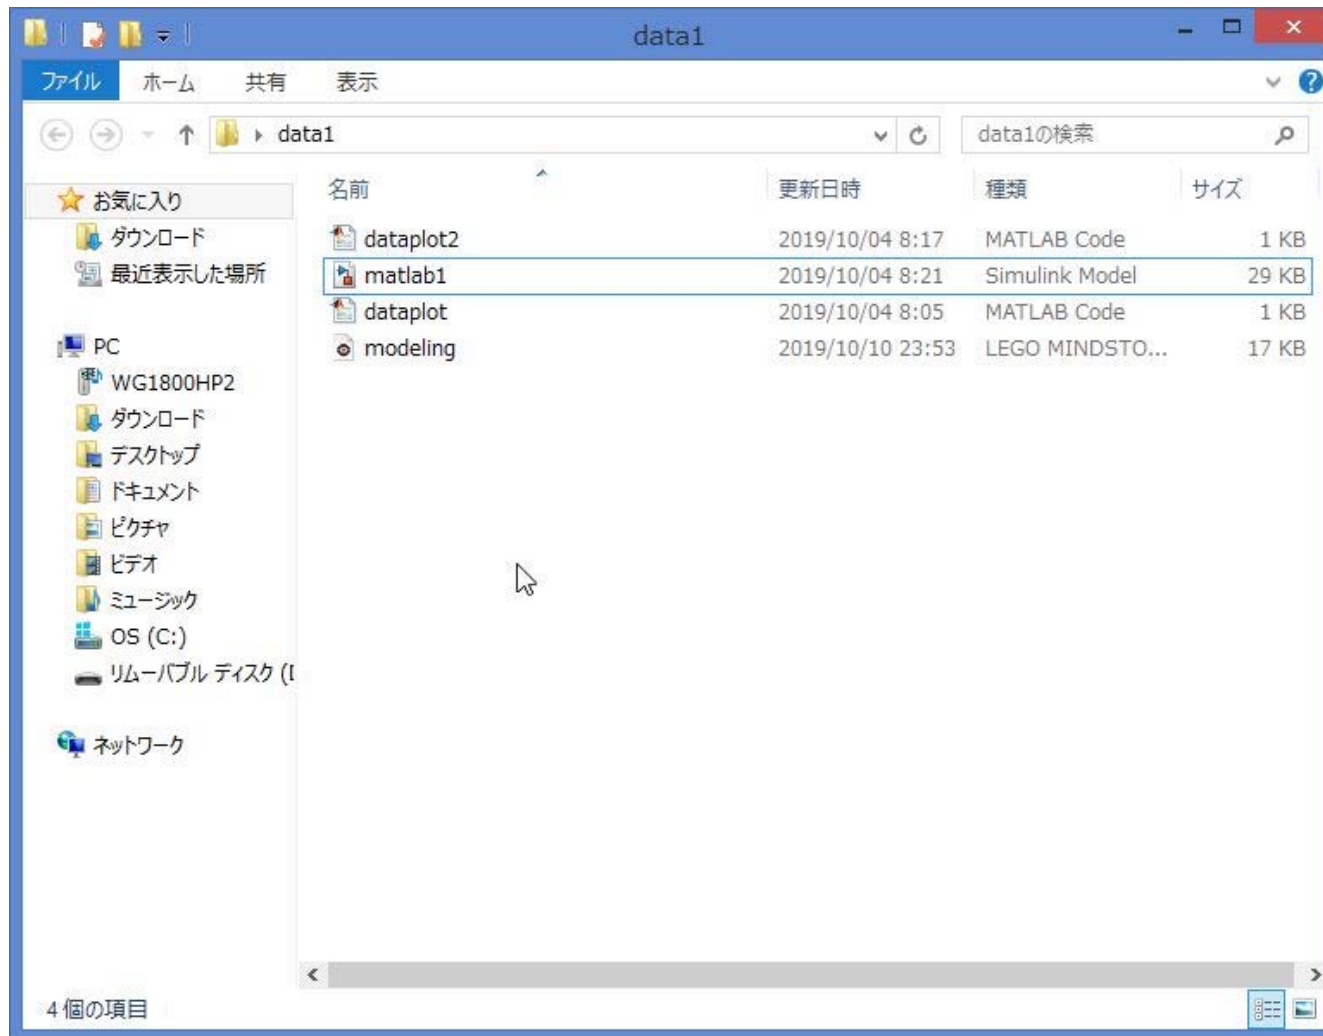 data1
ファイル ホーム 共有 表示
data1 data1の検索
名前 更新日時 種類 サイズ
dataplot2 2019/10/04 8:17 MATLAB Code 1 KB
matlab1 2019/10/04 8:21 Simulink Model 29 KB
dataplot 2019/10/04 8:05 MATLAB Code 1 KB
modeling 2019/10/10 23:53 LEGO MINDSTO... 17 KB
お気に入り
ダウンロード
最近表示した場所
PC
WG1800HP2
ダウンロード
デスクトップ
ドキュメント
ピクチャ
ビデオ
ミュージック
OS (C:)
リムーバブル ディスク (
ネットワーク
4 個の項目